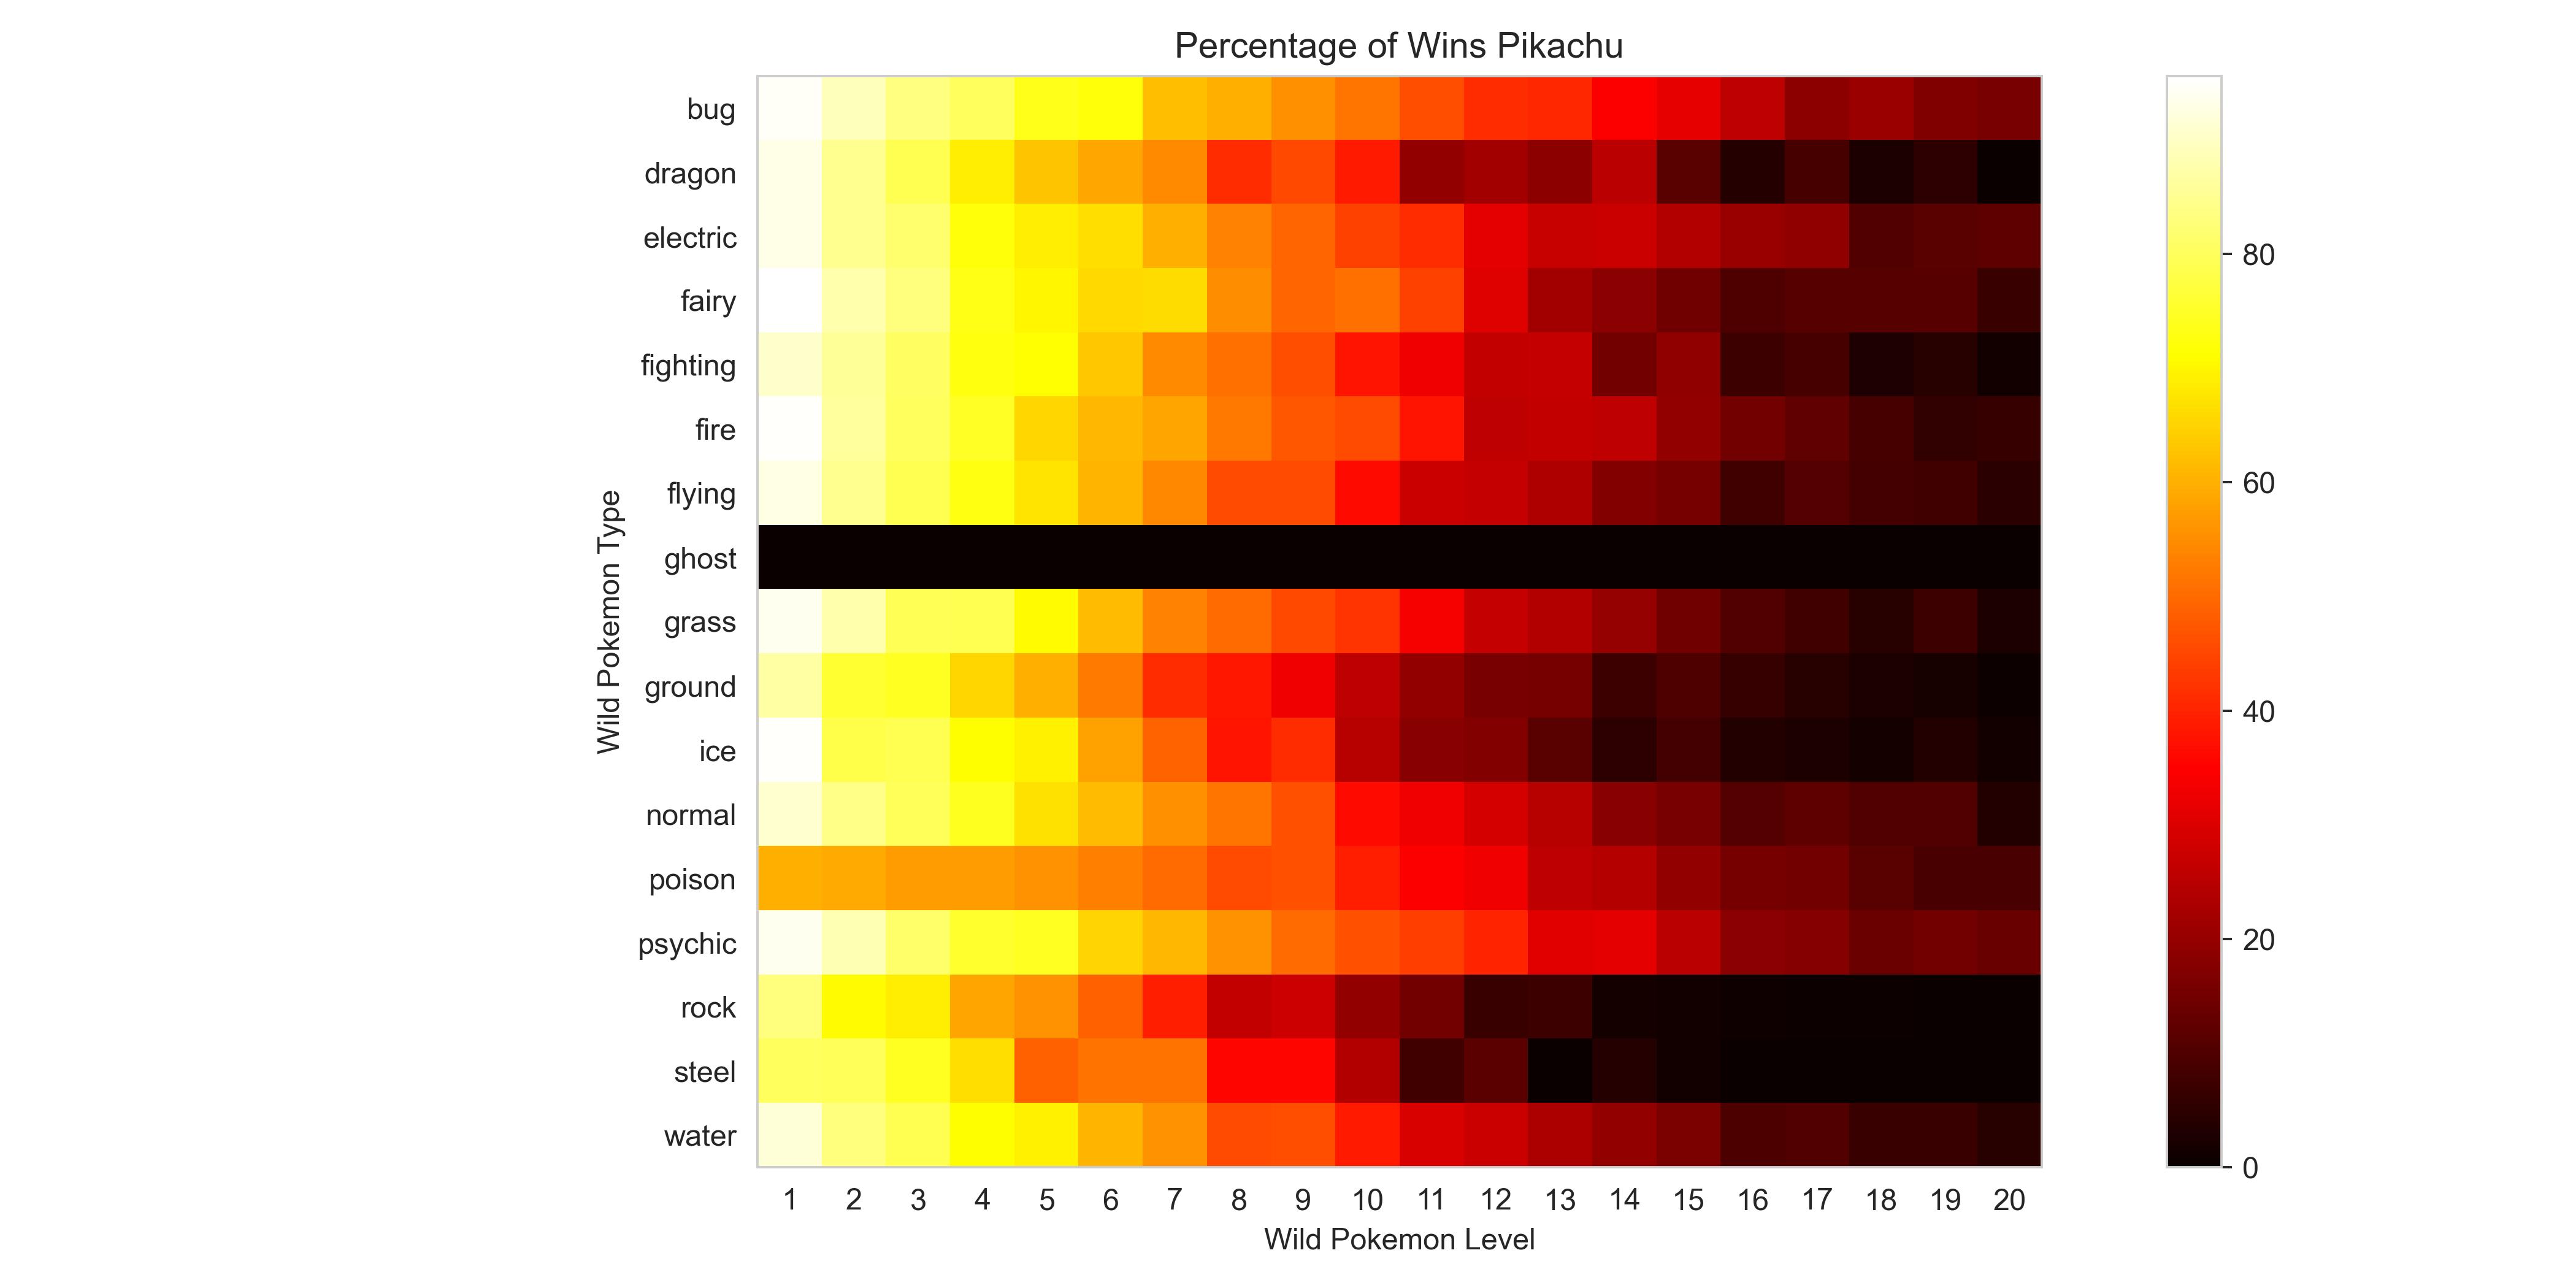 Percentage of Wins Pikachu
Wild Pokemon Type
bug
dragon
electric
fairy
fighting
fire
flying
ghost
grass
ground
ice
normal
poison
psychic
rock
steel
water
1 2 3 4 5 6 7 8 9 10 11 12 13 14 15 16 17 18 19 20
Wild Pokemon Level
80
60
40
20
0